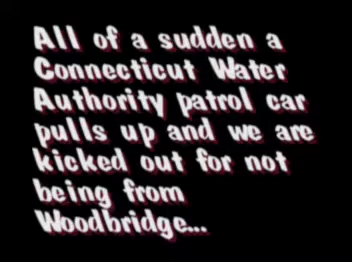 All of a sudden a
Connecticut Water
Authority patrol car
pulls up and we are
kicked out for not
being from
Woodbridge...